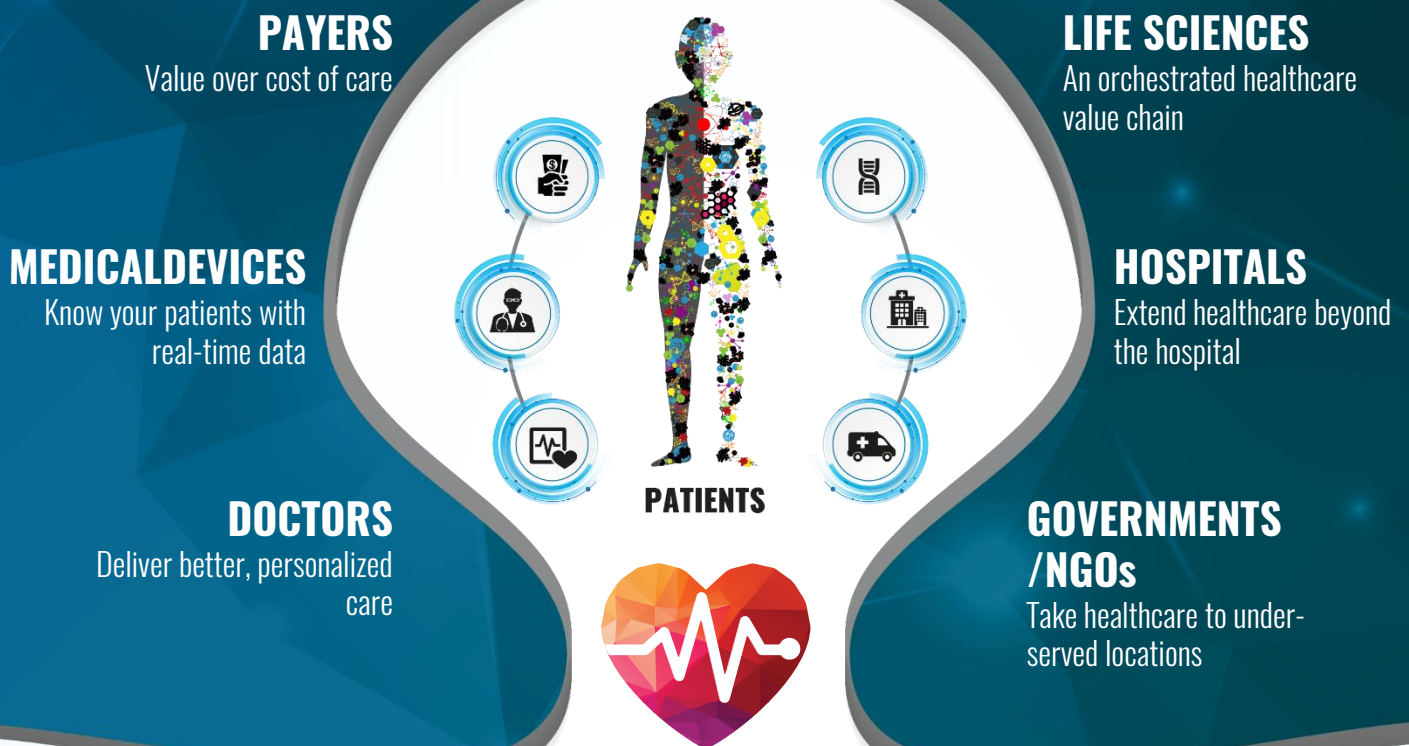 PAYERS
Value over cost of care
MEDICALDEVICES
Know your patients with
real-time data
DOCTORS
Deliver better, personalized
care
PATIENTS
LIFE SCIENCES
An orchestrated healthcare
value chain
HOSPITALS
Extend healthcare beyond
the hospital
GOVERNMENTS
/NGOs
Take healthcare to under-
served locations